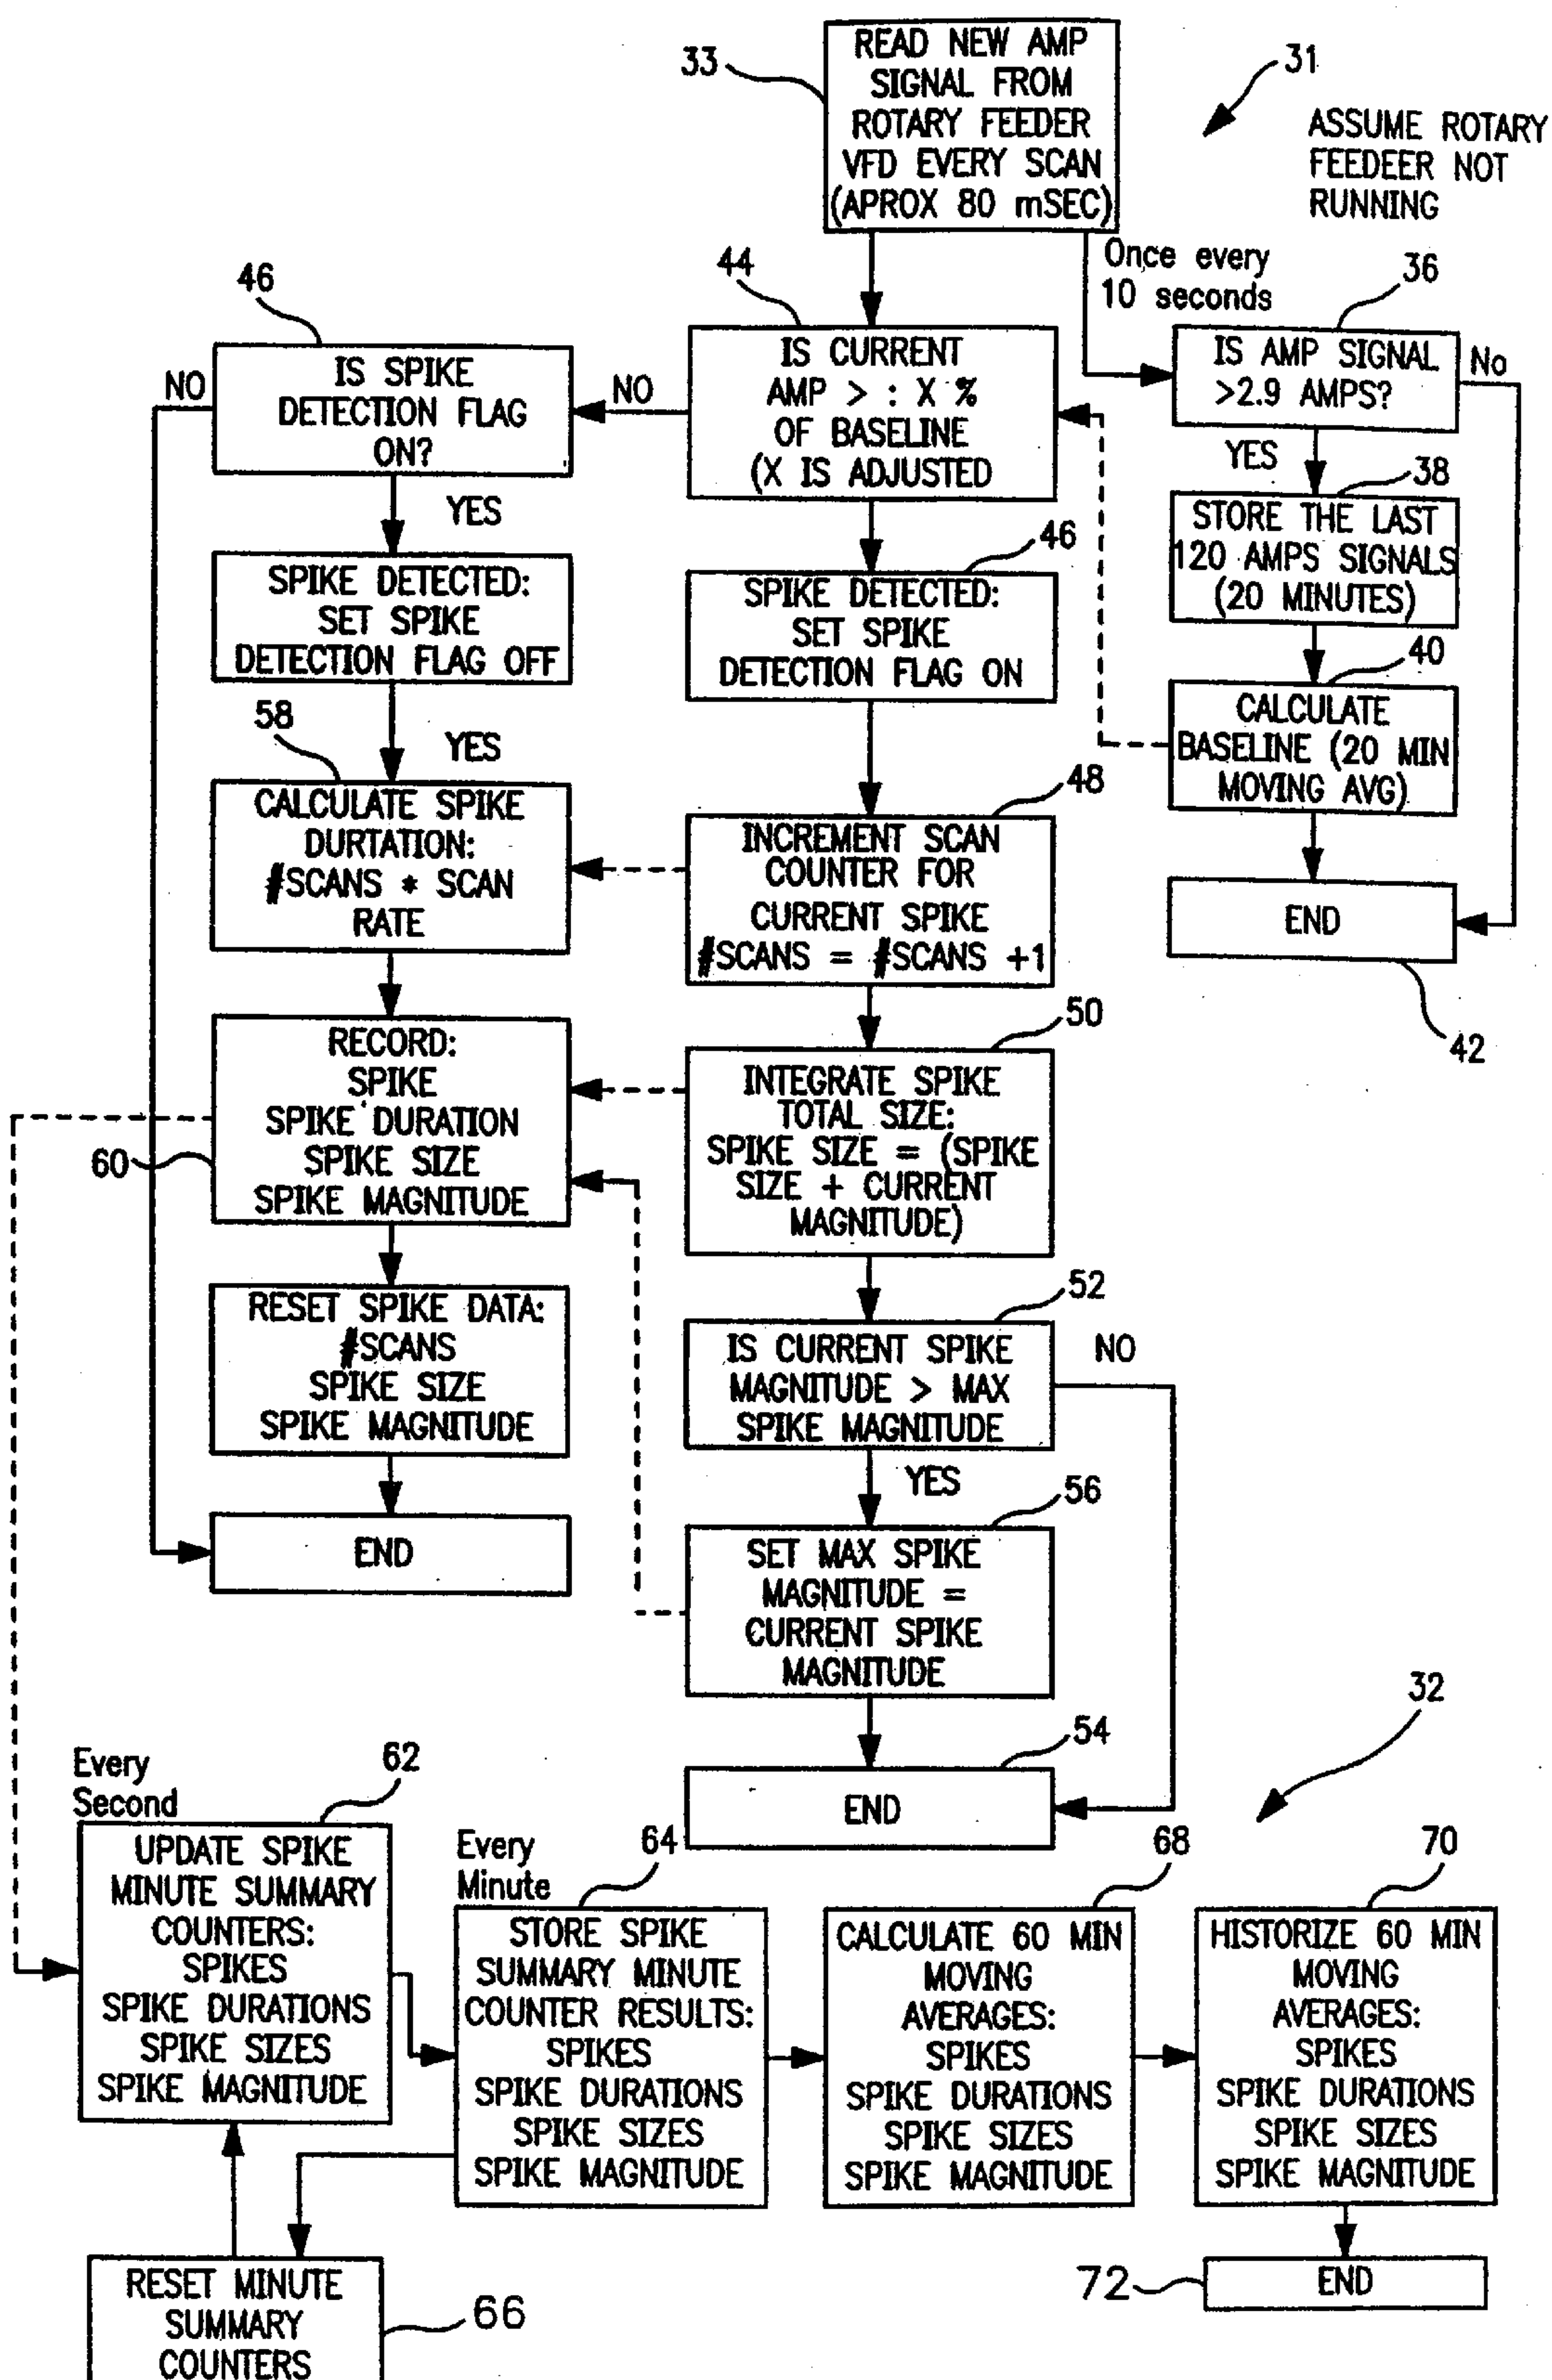 READ NEW AMP
SIGNAL FROM
ROTARY FEEDER
VFD EVERY SCAN
(APROX 80 mSEC)
33
31
ASSUME ROTARY
FEEDEER NOT
RUNNING
Once every
10 seconds
36
IS AMP SIGNAL
>2.9 AMPS?
No
YES
38
STORE THE LAST
120 AMPS SIGNALS
(20 MINUTES)
40
CALCULATE
BASELINE (20 MIN
MOVING AVG)
END
42
44
IS CURRENT
AMP > : X %
OF BASELINE
(X IS ADJUSTED
NO
46
SPIKE DETECTED:
SET SPIKE
DETECTION FLAG ON
48
INCREMENT SCAN
COUNTER FOR
CURRENT SPIKE
#SCANS = #SCANS +1
50
INTEGRATE SPIKE
TOTAL SIZE:
SPIKE SIZE = (SPIKE
SIZE + CURRENT
MAGNITUDE)
52
IS CURRENT SPIKE
MAGNITUDE > MAX
SPIKE MAGNITUDE
NO
YES
56
SET MAX SPIKE
MAGNITUDE =
CURRENT SPIKE
MAGNITUDE
54
END
46
IS SPIKE
DETECTION FLAG
ON?
NO
YES
SPIKE DETECTED:
SET SPIKE
DETECTION FLAG OFF
YES
58
CALCULATE SPIKE
DURTATION:
#SCANS * SCAN
RATE
RECORD:
SPIKE
SPIKE DURATION
SPIKE SIZE
SPIKE MAGNITUDE
60
RESET SPIKE DATA:
#SCANS
SPIKE SIZE
SPIKE MAGNITUDE
END
32
Every
Second
62
UPDATE SPIKE
MINUTE SUMMARY
COUNTERS:
SPIKES
SPIKE DURATIONS
SPIKE SIZES
SPIKE MAGNITUDE
Every
Minute
64
STORE SPIKE
SUMMARY MINUTE
COUNTER RESULTS:
SPIKES
SPIKE DURATIONS
SPIKE SIZES
SPIKE MAGNITUDE
68
CALCULATE 60 MIN
MOVING
AVERAGES:
SPIKES
SPIKE DURATIONS
SPIKE SIZES
SPIKE MAGNITUDE
70
HISTORIZE 60 MIN
MOVING
AVERAGES:
SPIKES
SPIKE DURATIONS
SPIKE SIZES
SPIKE MAGNITUDE
72
END
RESET MINUTE
SUMMARY
COUNTERS
66